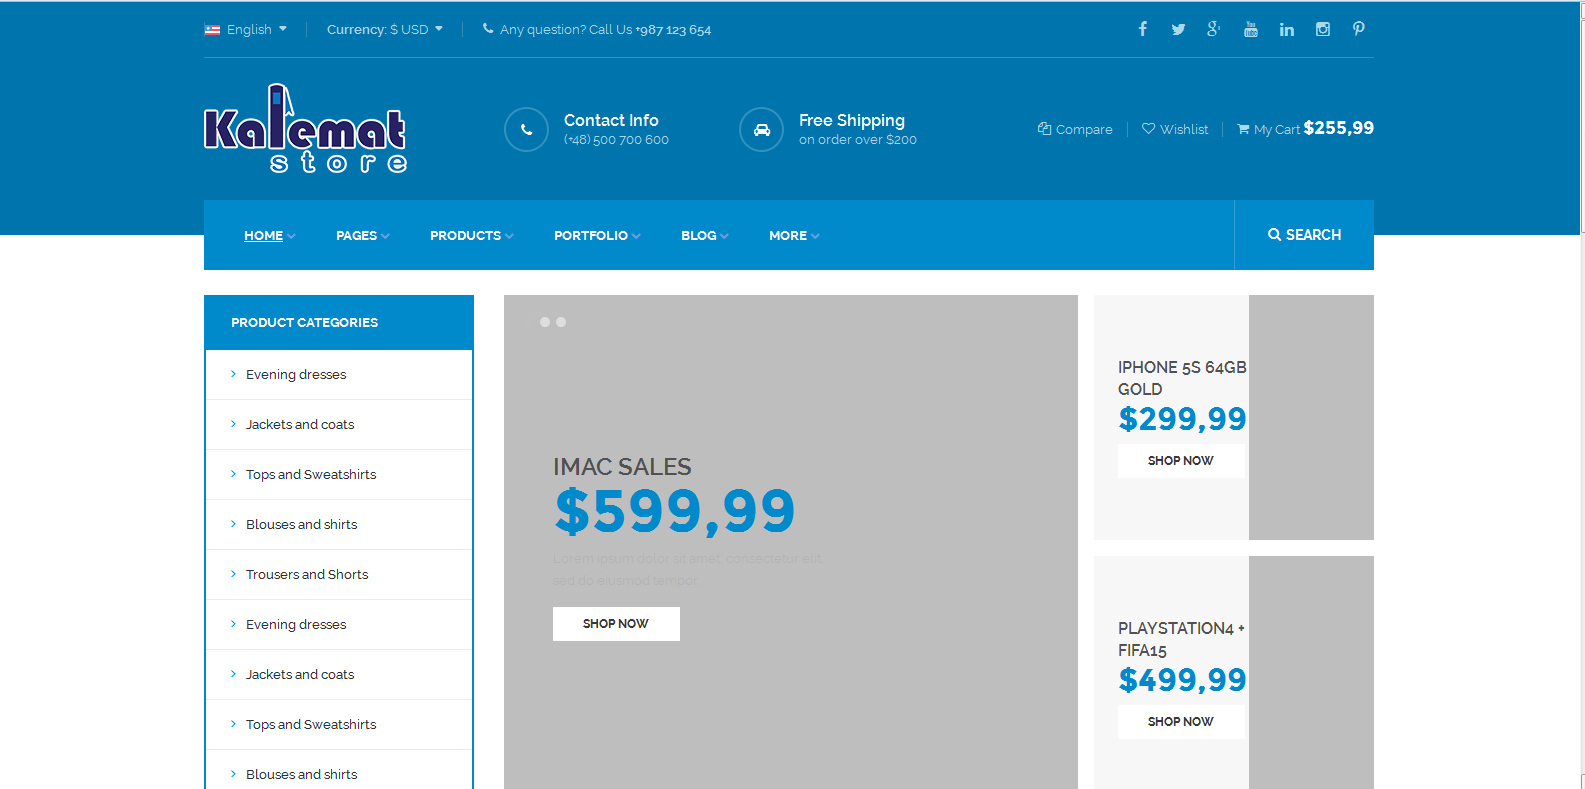 English
Currency: $ USD
Any question? Call Us +987 123 654
Kalemat
store
Contact Info
(+48) 500 700 600
Free Shipping
on order over $200
Compare
Wishlist
My Cart $255,99
HOME
PAGES
PRODUCTS
PORTFOLIO
BLOG
MORE
SEARCH
PRODUCT CATEGORIES
Evening dresses
Jackets and coats
Tops and Sweatshirts
Blouses and shirts
Trousers and Shorts
Evening dresses
Jackets and coats
Tops and Sweatshirts
Blouses and shirts
IMAC SALES
$599,99
Lorem ipsum dolor sit amet, consectetur elit
sed do eiusmod tempor
SHOP NOW
IPHONE 5S 64GB
GOLD
$299,99
SHOP NOW
PLAYSTATION4 +
FIFA15
$499,99
SHOP NOW